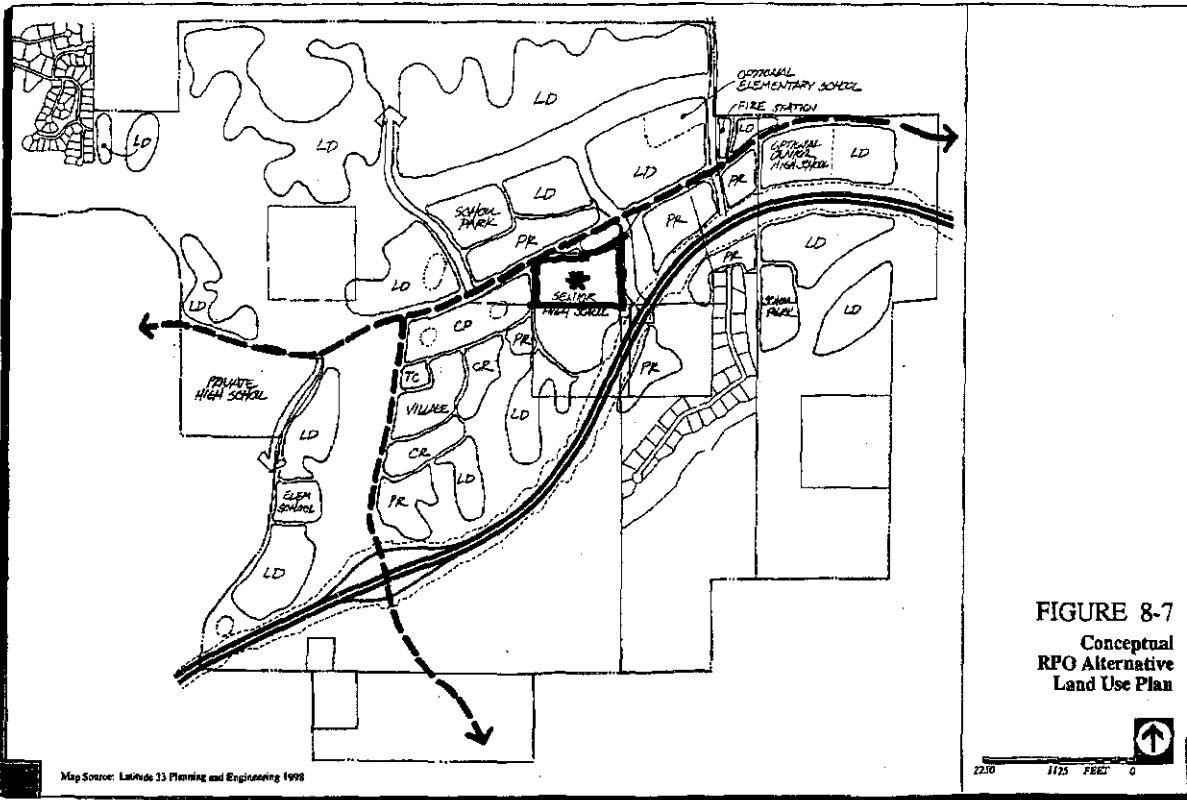 OPTIONAL
ELEMENTARY SCHOOL
FIRE STATION
LD
LD
LD
LD
OPTIONAL
JUNIOR
HIGH SCHOOL
LD
LD
LD
PR
SCHOOL
PARK
PR
PR
LD
LD
PR
LD
*
SENIOR
HIGH SCHOOL
SCHOOL
PARK
LD
CP
PR
CR
PR
TC
PRIVATE
HIGH SCHOOL
VILLAGE
LD
LD
CR
LD
PR
ELEM
SCHOOL
LD
FIGURE 8-7
Conceptual
RPO Alternative
Land Use Plan
2250 1125 FEET 0
Map Source: Latitude 33 Planning and Engineering 1998